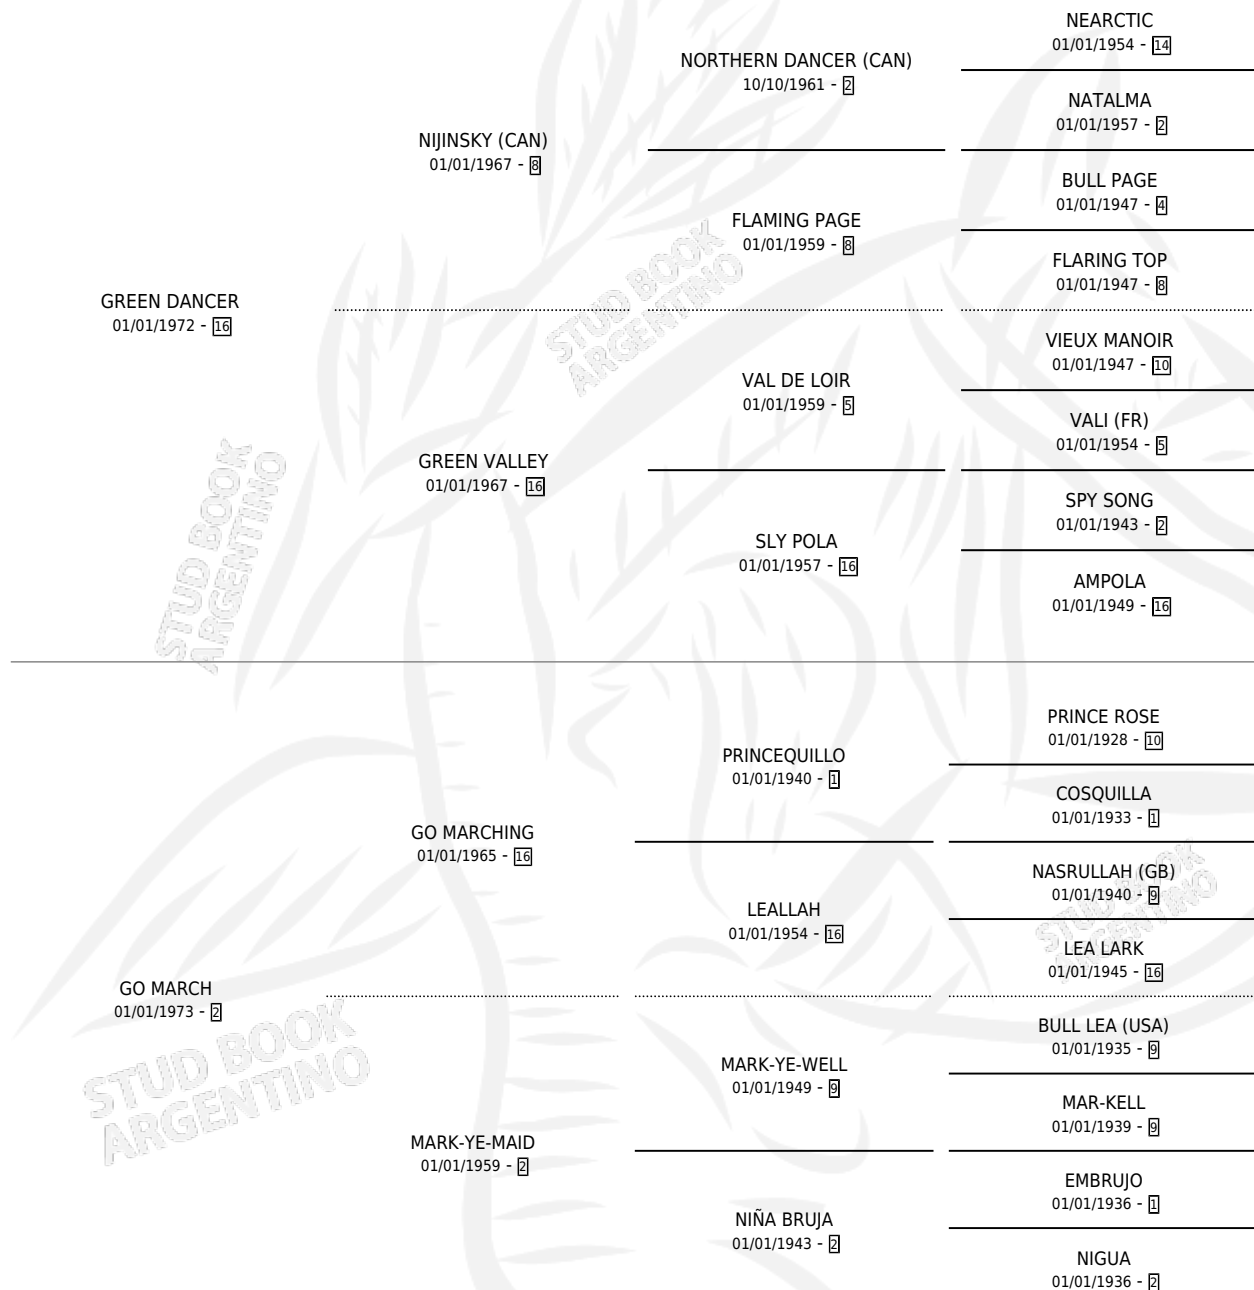 NEARCTIC
01/01/1954 - 14
NORTHERN DANCER (CAN)
10/10/1961 - 2
NATALMA
01/01/1957 - 2
NIJINSKY (CAN)
01/01/1967 - 8
BULL PAGE
01/01/1947 - 4
FLAMING PAGE
01/01/1959 - 8
FLARING TOP
01/01/1947 - 8
GREEN DANCER
01/01/1972 - 16
STUD BOOK
ARGENTINO
VIEUX MANOIR
01/01/1947 - 10
VAL DE LOIR
01/01/1959 - 5
VALI (FR)
01/01/1954 - 5
GREEN VALLEY
01/01/1967 - 16
SPY SONG
01/01/1943 - 2
SLY POLA
01/01/1957 - 16
AMPOLA
01/01/1949 - 16
STUD BOOK
ARGENTINO
PRINCE ROSE
01/01/1928 - 10
PRINCEQUILLO
01/01/1940 - 1
COSQUILLA
01/01/1933 - 1
GO MARCHING
01/01/1965 - 16
NASRULLAH (GB)
01/01/1940 - 9
LEALLAH
01/01/1954 - 16
LEA LARK
01/01/1945 - 16
STUD BOOK
ARGENTINO
GO MARCH
01/01/1973 - 2
BULL LEA (USA)
01/01/1935 - 9
MARK-YE-WELL
01/01/1949 - 9
MAR-KELL
01/01/1939 - 9
STUD BOOK
ARGENTINO
MARK-YE-MAID
01/01/1959 - 2
EMBRUJO
01/01/1936 - 1
NIÑA BRUJA
01/01/1943 - 2
NIGUA
01/01/1936 - 2